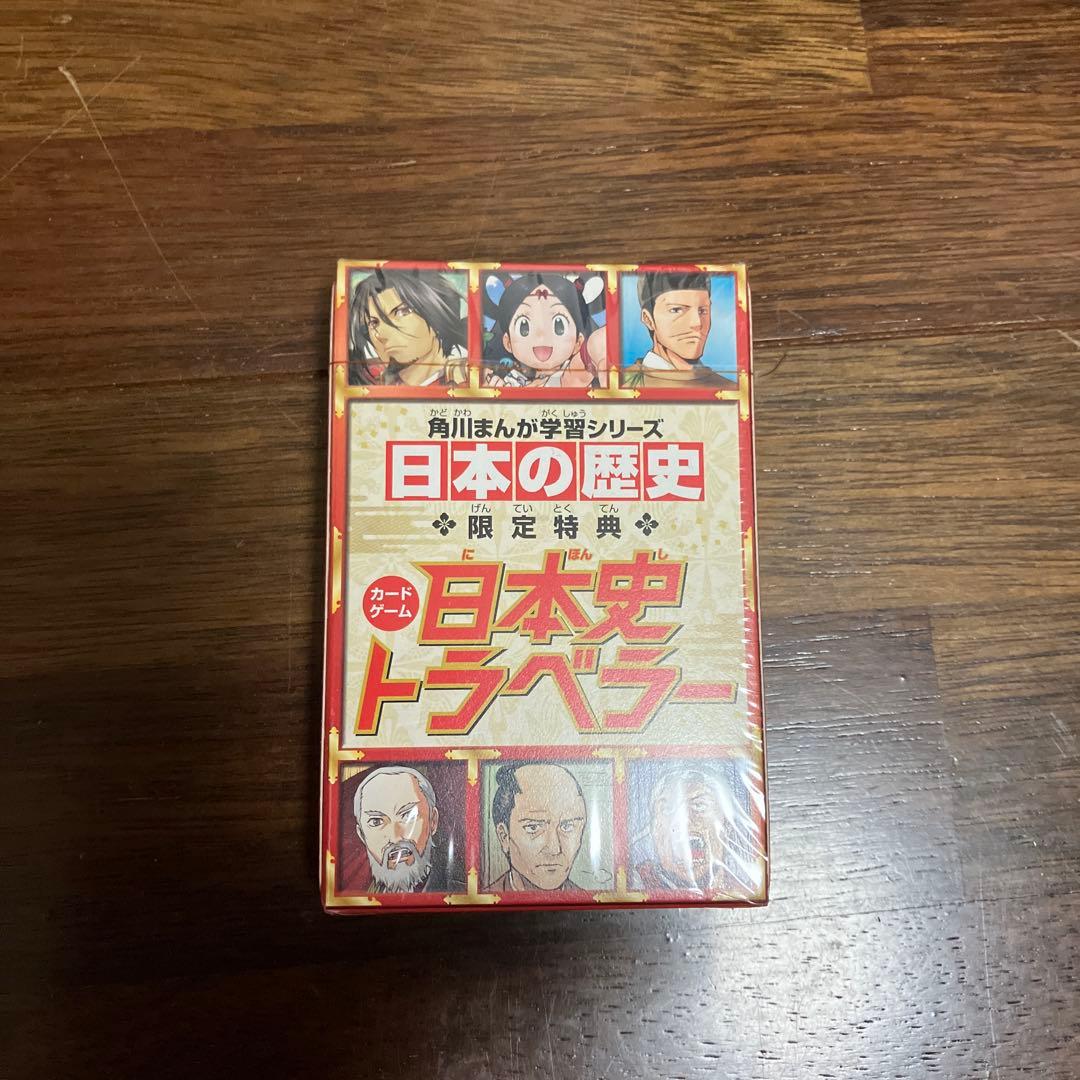 かど かわ がく しゅう
角川まんが学習シリーズ
日本の歴史
げん てい とく てん
限定特典
に ほん し
カード
ゲーム
日本史
トラベラー